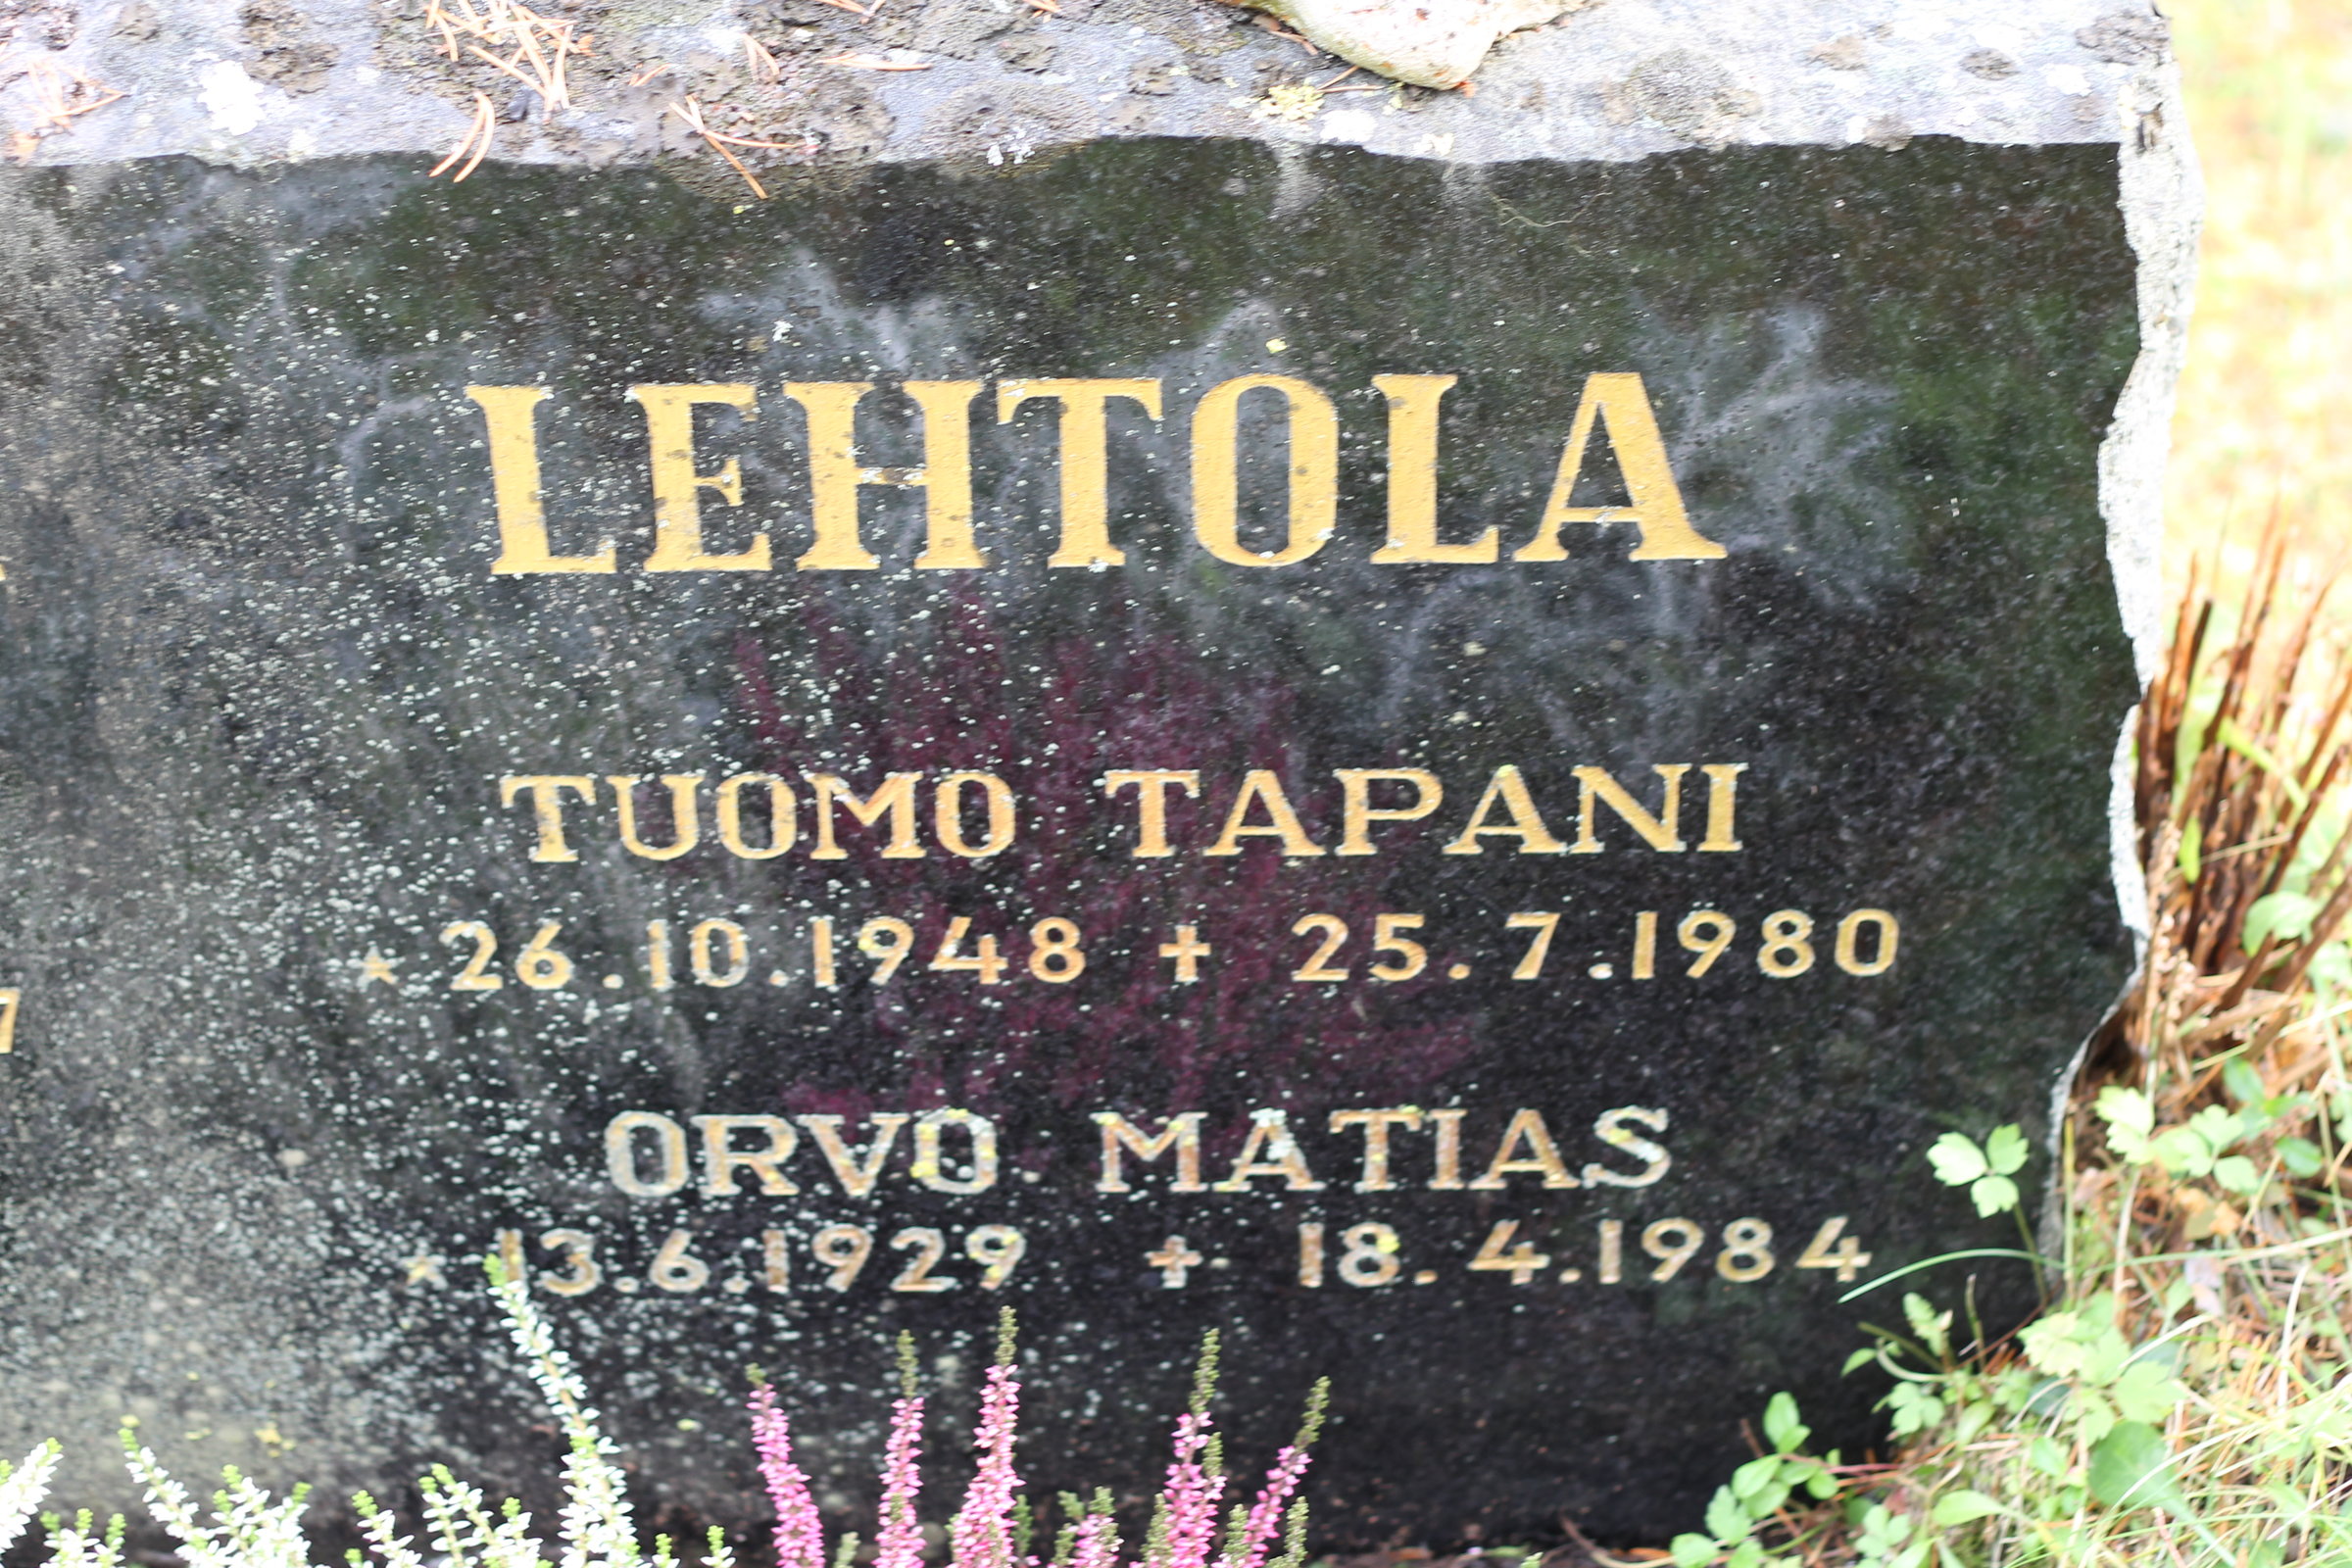 LEHTOLA
TUOMO TAPANI
* 26.10.1948 † 25.7.1980
ORVO MATIAS
* 13.6.1929 † 18.4.1984